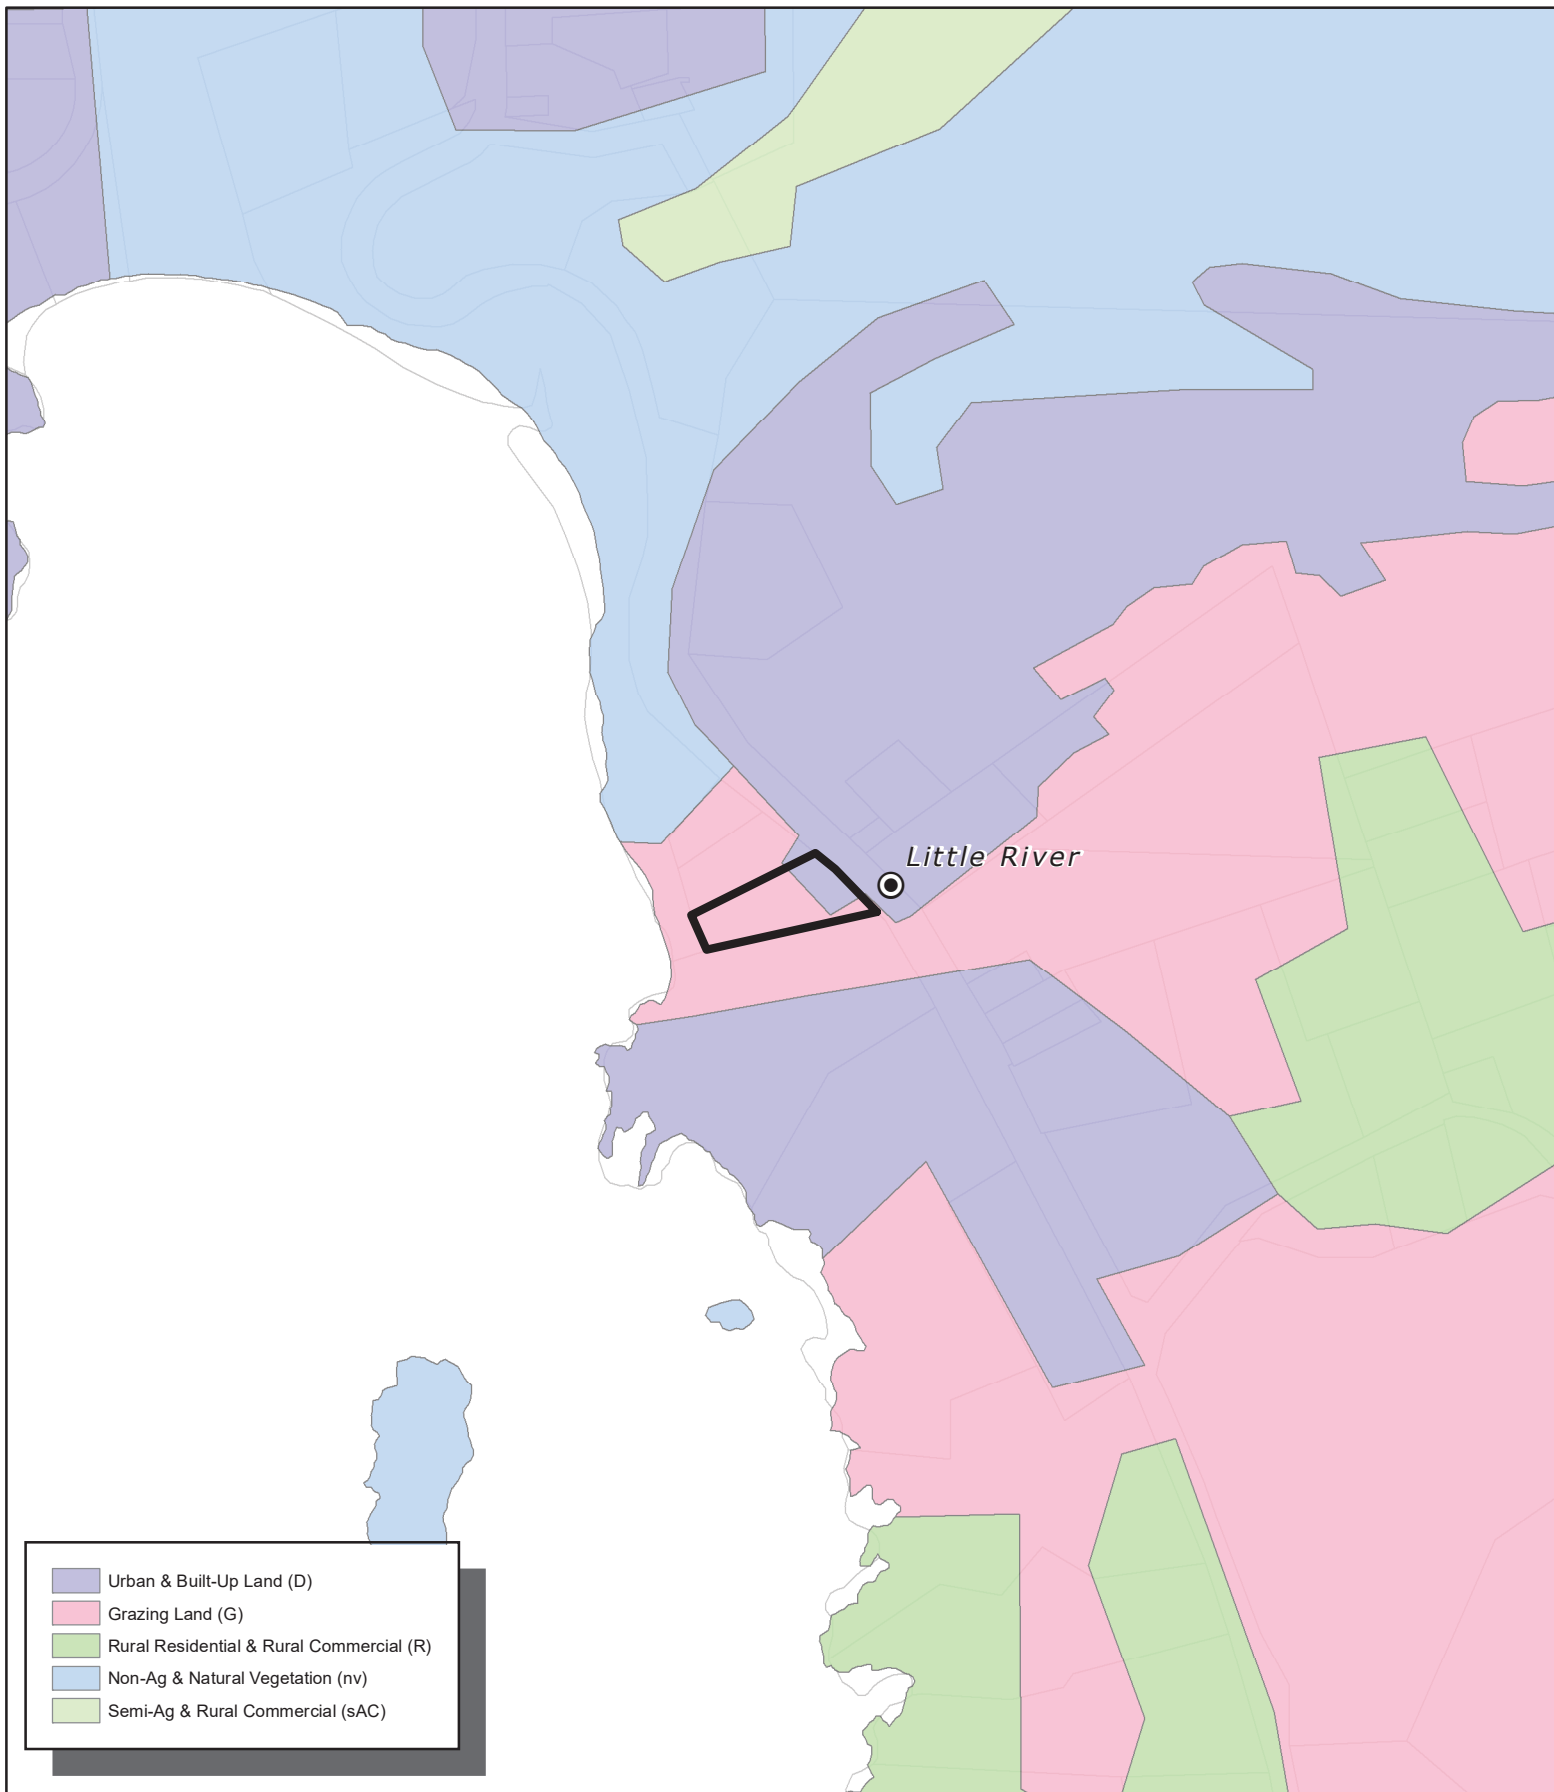 Little River
Urban & Built-Up Land (D)
Grazing Land (G)
Rural Residential & Rural Commercial (R)
Non-Ag & Natural Vegetation (nv)
Semi-Ag & Rural Commercial (sAC)